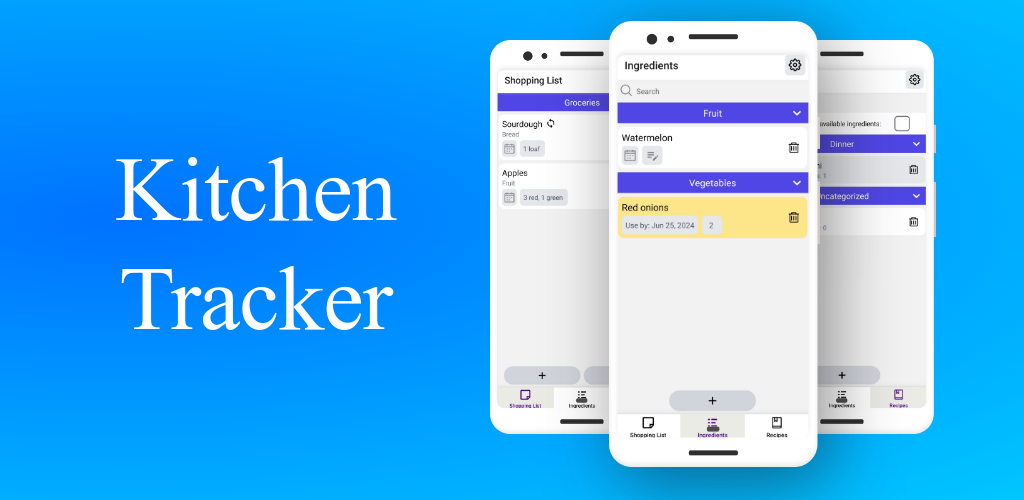 Kitchen
Tracker
Shopping List
Groceries
Sourdough
Bread
1 loaf
Apples
Fruit
3 red, 1 green
+
Shopping List
Ingredients
Ingredients
Search
Fruit
Watermelon
Vegetables
Red onions
Use by: Jun 25, 2024
2
+
Shopping List
Ingredients
Recipes
available ingredients:
Dinner
+
Ingredients
Recipes